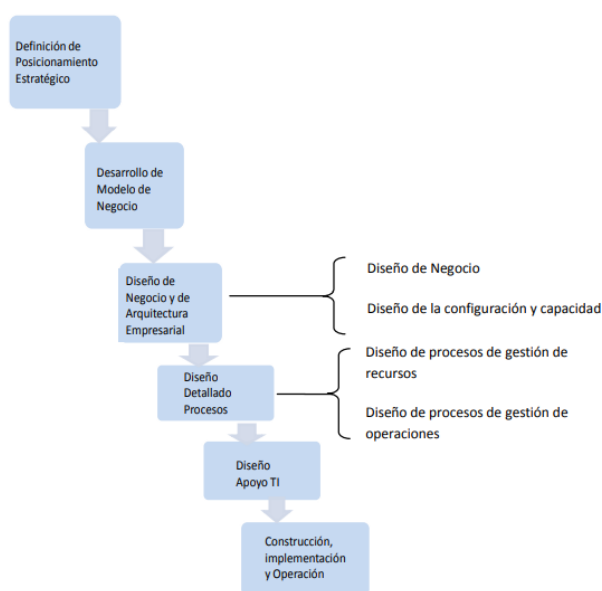 Definición de
Posicionamiento
Estratégico
Desarrollo de
Modelo de
Negocio
Diseño de
Negocio y de
Arquitectura
Empresarial
Diseño de Negocio
Diseño de la configuración y capacidad
Diseño
Detallado
Procesos
Diseño de procesos de gestión de
recursos
Diseño de procesos de gestión de
operaciones
Diseño
Apoyo TI
Construcción,
implementación
y Operación